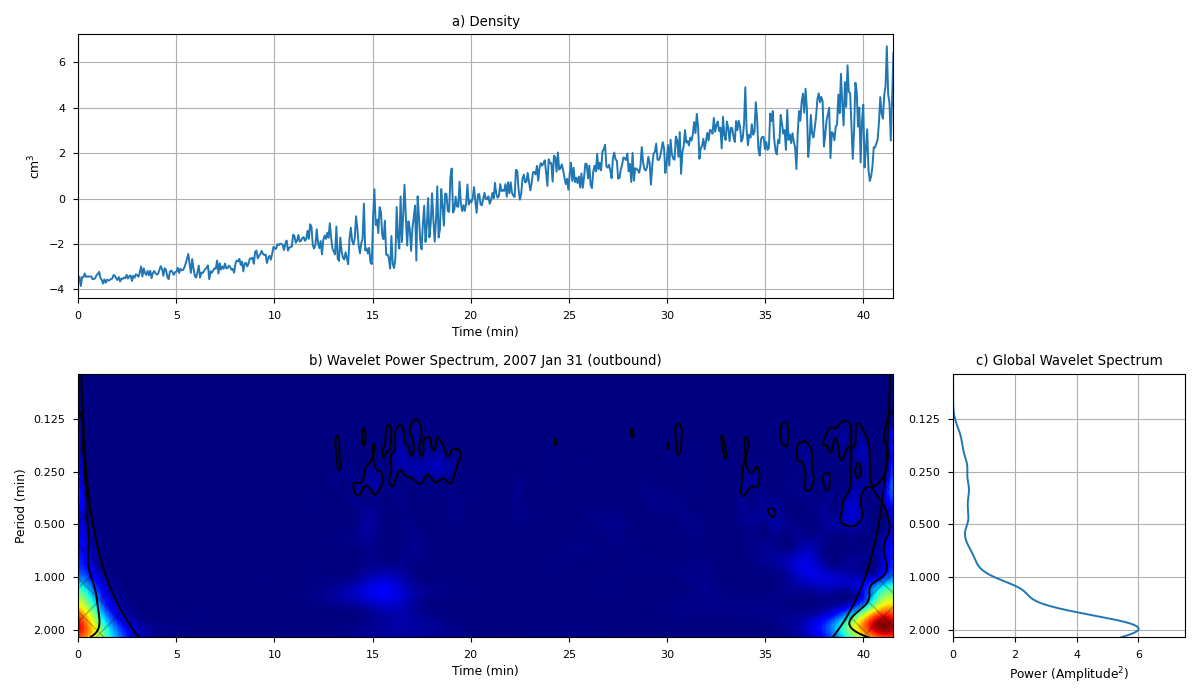 a) Density
6
4
2
0
−2
−4
cm³
0 5 10 15 20 25 30 35 40
Time (min)
b) Wavelet Power Spectrum, 2007 Jan 31 (outbound)
0.125
0.250
0.500
1.000
2.000
Period (min)
0 5 10 15 20 25 30 35 40
Time (min)
c) Global Wavelet Spectrum
0.125
0.250
0.500
1.000
2.000
0 2 4 6
Power (Amplitude²)